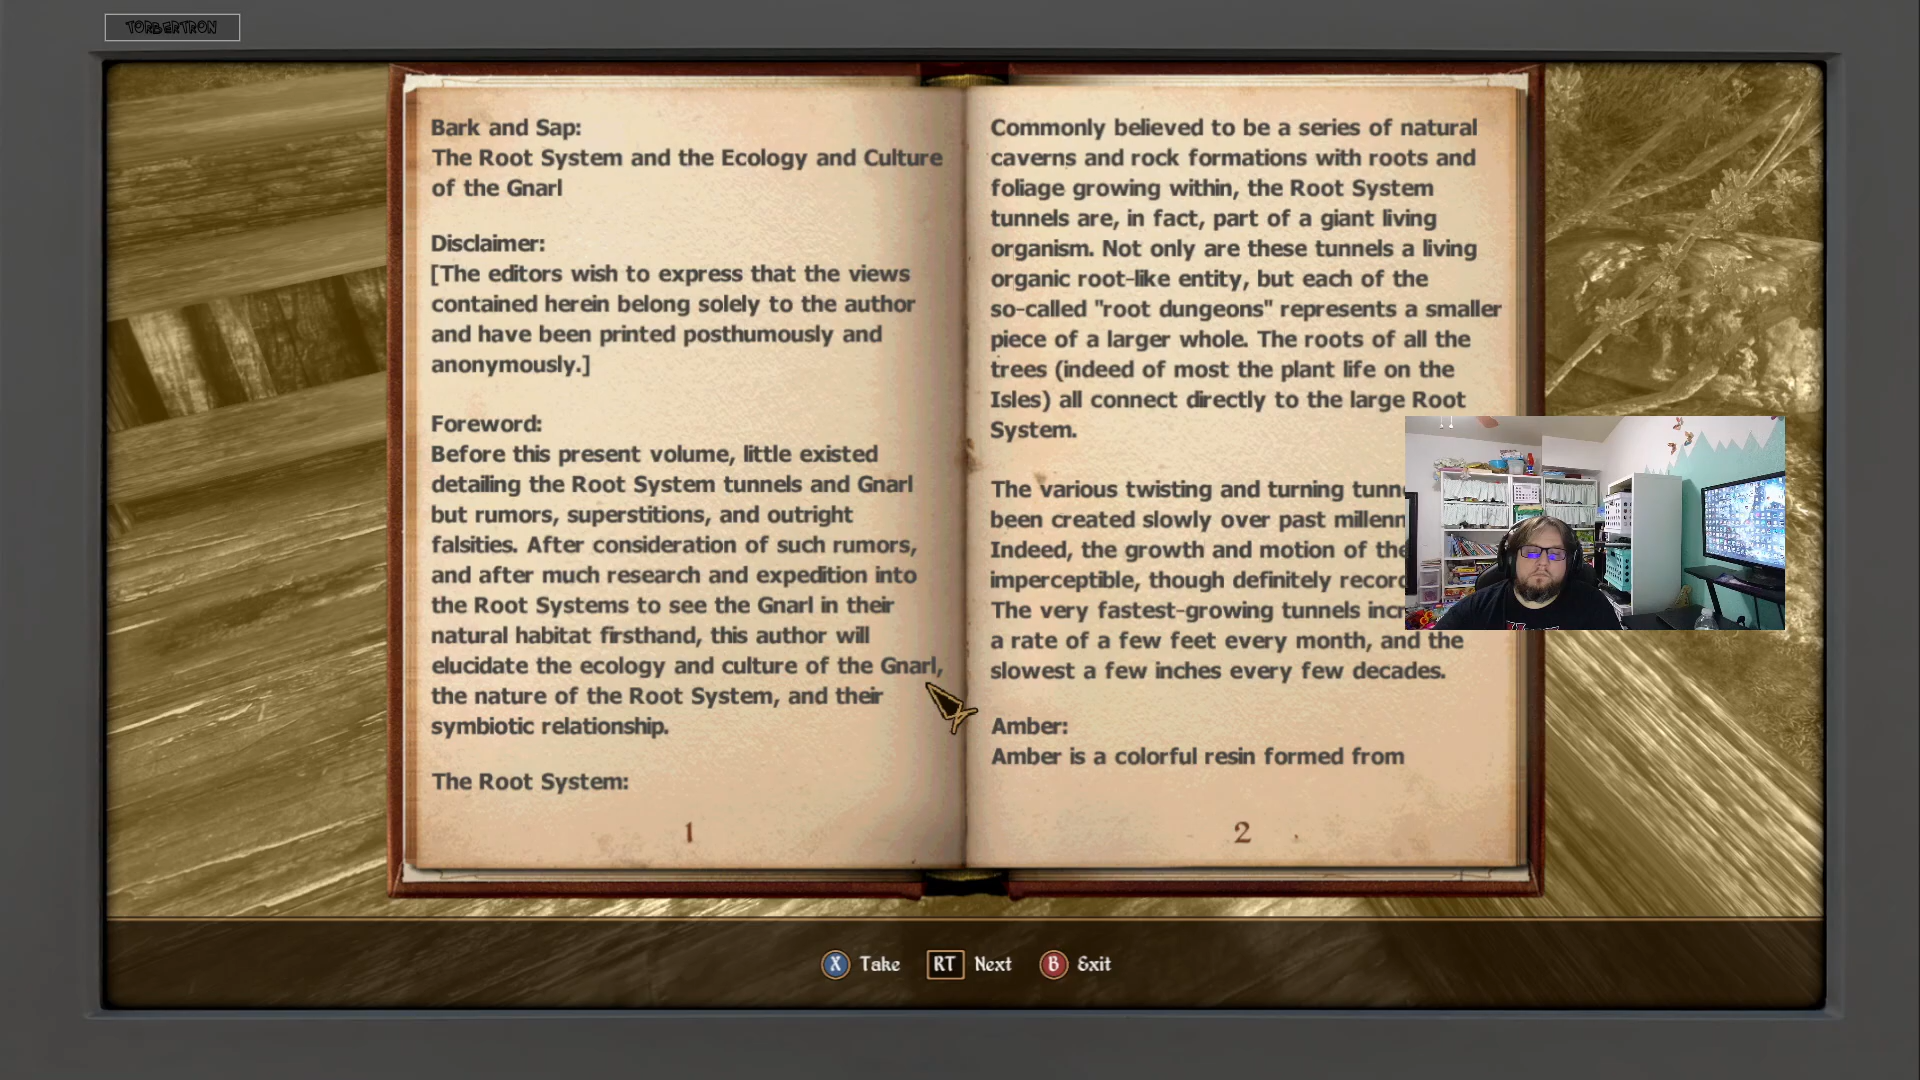 TORBERTRON
Bark and Sap:
The Root System and the Ecology and Culture
of the Gnarl
Disclaimer:
[The editors wish to express that the views
contained herein belong solely to the author
and have been printed posthumously and
anonymously.]
Foreword:
Before this present volume, little existed
detailing the Root System tunnels and Gnarl
but rumors, superstitions, and outright
falsities. After consideration of such rumors,
and after much research and expedition into
the Root Systems to see the Gnarl in their
natural habitat firsthand, this author will
elucidate the ecology and culture of the Gnarl,
the nature of the Root System, and their
symbiotic relationship.
The Root System:
1
Commonly believed to be a series of natural
caverns and rock formations with roots and
foliage growing within, the Root System
tunnels are, in fact, part of a giant living
organism. Not only are these tunnels a living
organic root-like entity, but each of the
so-called "root dungeons" represents a smaller
piece of a larger whole. The roots of all the
trees (indeed of most the plant life on the
Isles) all connect directly to the large Root
System.
The various twisting and turning
been created slowly over past
Indeed, the growth and motion of the
imperceptible, though definitely
The very fastest-growing tunnels
a rate of a few feet every month, and the
slowest a few inches every few decades.
Amber:
Amber is a colorful resin formed from
2
X Take RT Next B Exit